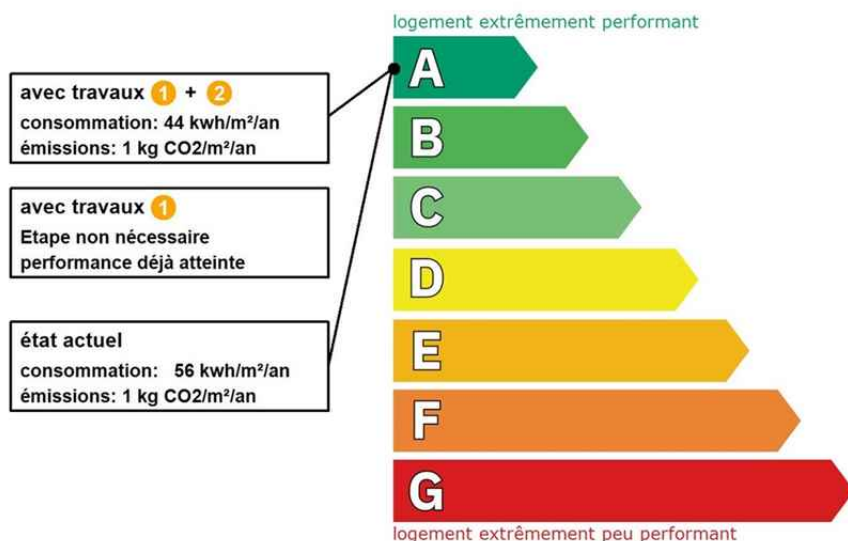 logement extrêmement performant
avec travaux 1 + 2
consommation: 44 kwh/m²/an
émissions: 1 kg CO2/m²/an
avec travaux 1
Etape non nécessaire
performance déjà atteinte
état actuel
consommation: 56 kwh/m²/an
émissions: 1 kg CO2/m²/an
A
B
C
D
E
F
G
logement extrêmement peu performant